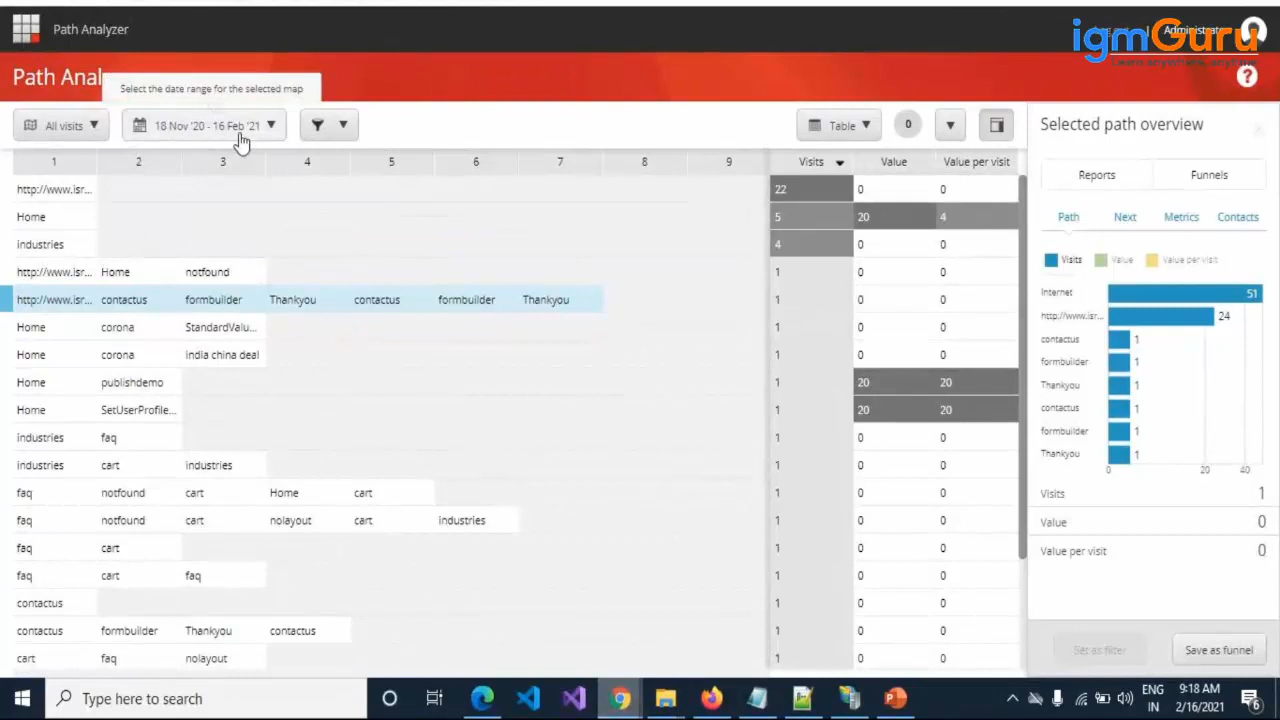 Path Analyzer
Administrat
igmGuru
Learn anywhere, anytime
Path Anal
Select the date range for the selected map
?
All visits
18 Nov '20 - 16 Feb '21
Table
0
Selected path overview
1 2 3 4 5 6 7 8 9 Visits Value Value per visit
Reports Funnels
http://www.isr... 22 0 0
Home 5 20 4
Path Next Metrics Contacts
industries 4 0 0
Visits Value Value per visit
http://www.isr... Home notfound 1 0 0
http://www.isr... contactus formbuilder Thankyou contactus formbuilder Thankyou 1 0 0
Home corona StandardValu... 1 0 0
Home corona india china deal 1 0 0
Home publishdemo 1 20 20
Home SetUserProfile... 1 20 20
industries faq 1 0 0
industries cart industries 1 0 0
faq notfound cart Home cart 1 0 0
faq notfound cart nolayout cart industries 1 0 0
faq cart 1 0 0
faq cart faq 1 0 0
contactus 1 0 0
contactus formbuilder Thankyou contactus 1 0 0
cart faq nolayout 1 0 0
Internet 51
http://www.isr... 24
contactus 1
formbuilder 1
Thankyou 1
contactus 1
formbuilder 1
Thankyou 1
0 20 40
Visits 1
Value 0
Value per visit 0
Set as filter
Save as funnel
Type here to search
ENG
IN
9:18 AM
2/16/2021
6